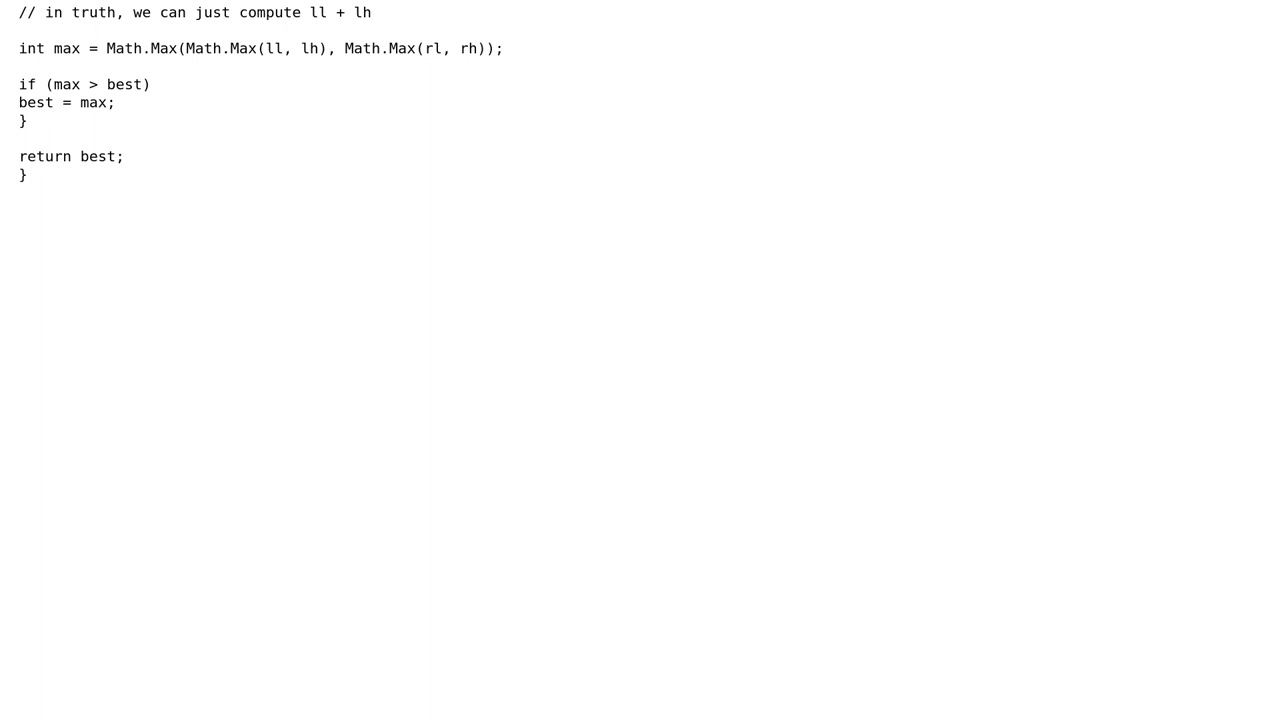 // in truth, we can just compute ll + lh
int max = Math.Max(Math.Max(ll, lh), Math.Max(rl, rh));
if (max > best)
best = max;
}
return best;
}